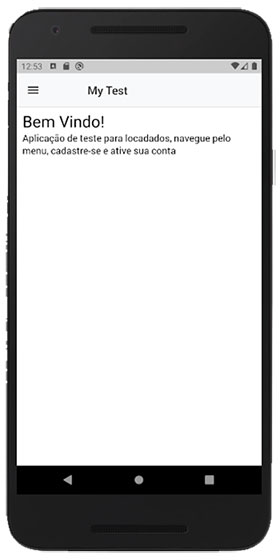 12:53
My Test
Bem Vindo!
Aplicação de teste para locadados, navegue pelo
menu, cadastre-se e ative sua conta